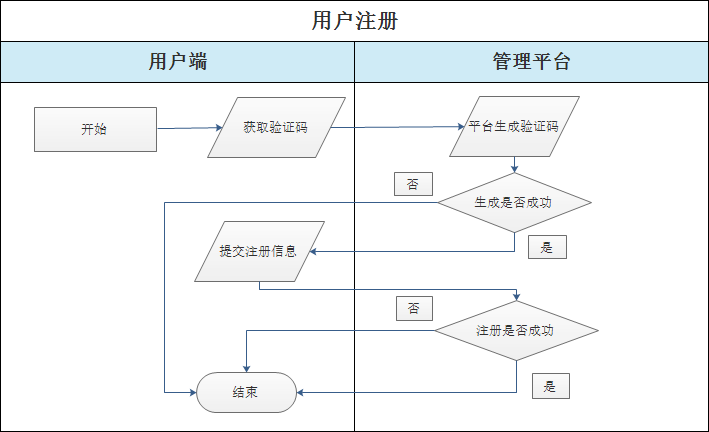 用户注册
用户端
管理平台
开始
获取验证码
平台生成验证码
否
生成是否成功
是
提交注册信息
否
注册是否成功
是
结束